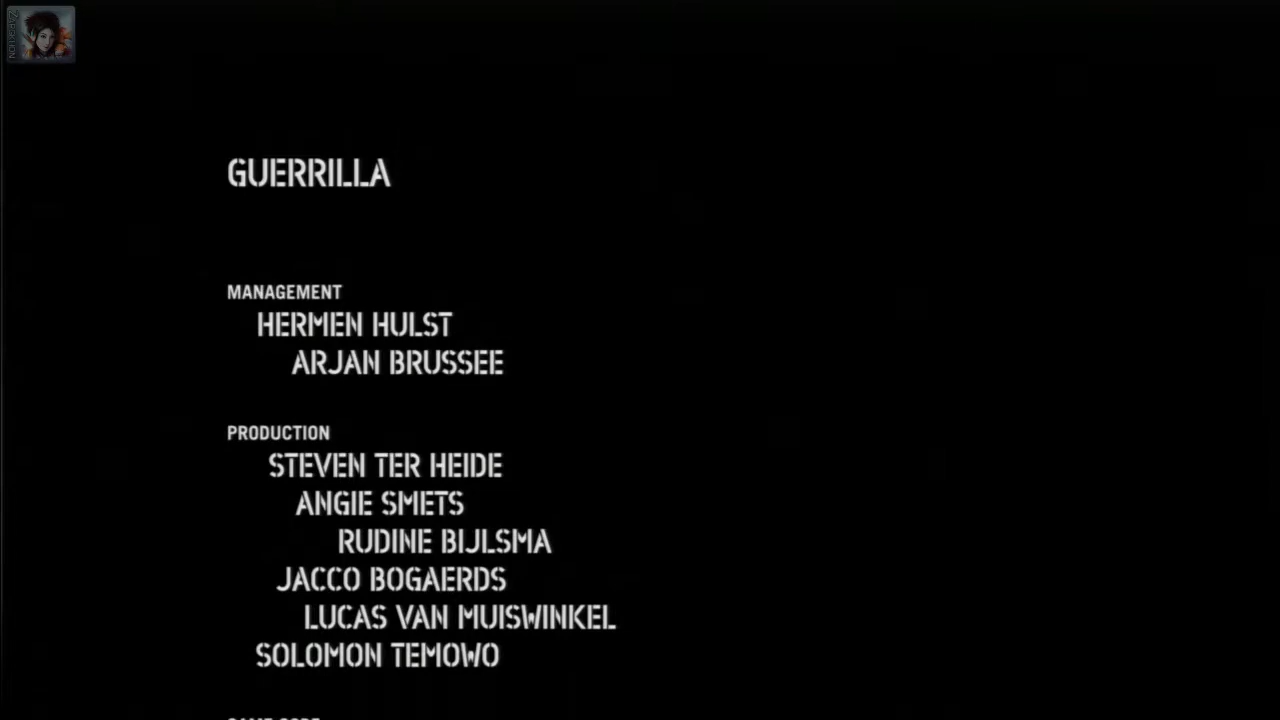 GUERRILLA
MANAGEMENT
HERMEN HULST
ARJAN BRUSSEE
PRODUCTION
STEVEN TER HEIDE
ANGIE SMETS
RUDINE BIJLSMA
JACCO BOGAERDS
LUCAS VAN MUISWINKEL
SOLOMON TEMOWO